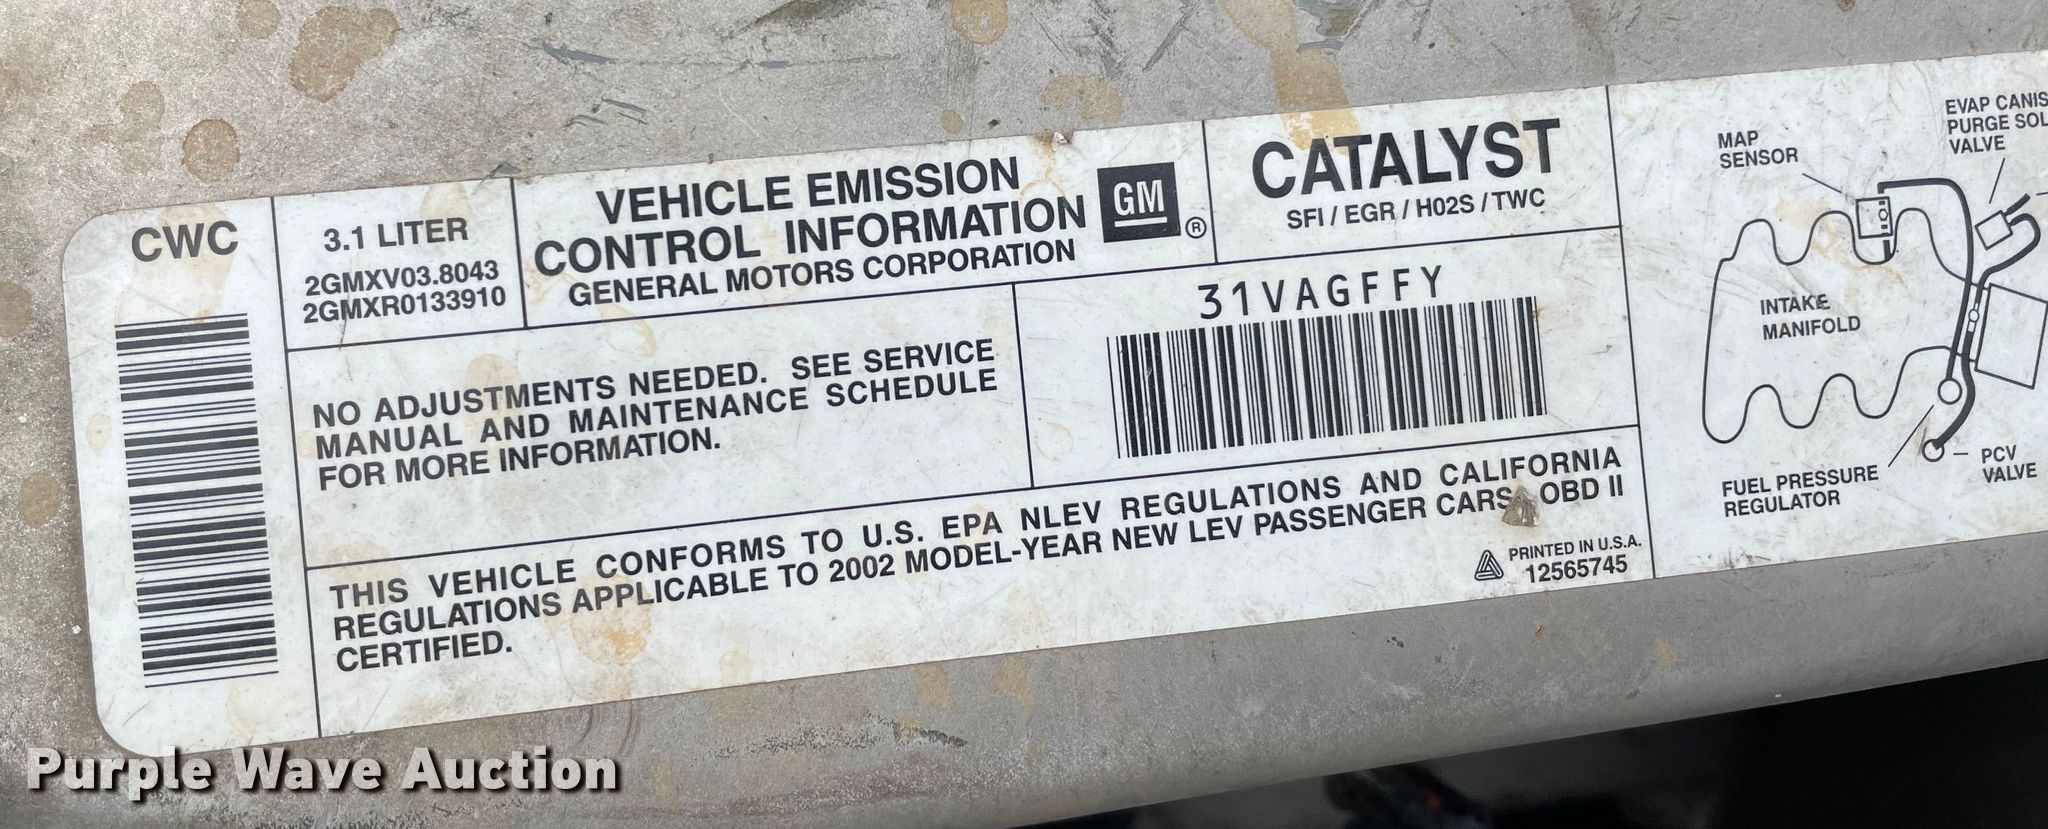 CWC
3.1 LITER
2GMXV03.8043
2GMXR0133910
VEHICLE EMISSION
CONTROL INFORMATION
GENERAL MOTORS CORPORATION
GM
®
CATALYST
SFI / EGR / H02S / TWC
NO ADJUSTMENTS NEEDED. SEE SERVICE
MANUAL AND MAINTENANCE SCHEDULE
FOR MORE INFORMATION.
31VAGFFY
THIS VEHICLE CONFORMS TO U.S. EPA NLEV REGULATIONS AND CALIFORNIA
REGULATIONS APPLICABLE TO 2002 MODEL-YEAR NEW LEV PASSENGER CARS. OBD II
CERTIFIED.
PRINTED IN U.S.A.
12565745
MAP
SENSOR
EVAP CANIS
PURGE SOL
VALVE
INTAKE
MANIFOLD
FUEL PRESSURE
REGULATOR
PCV
VALVE
Purple Wave Auction